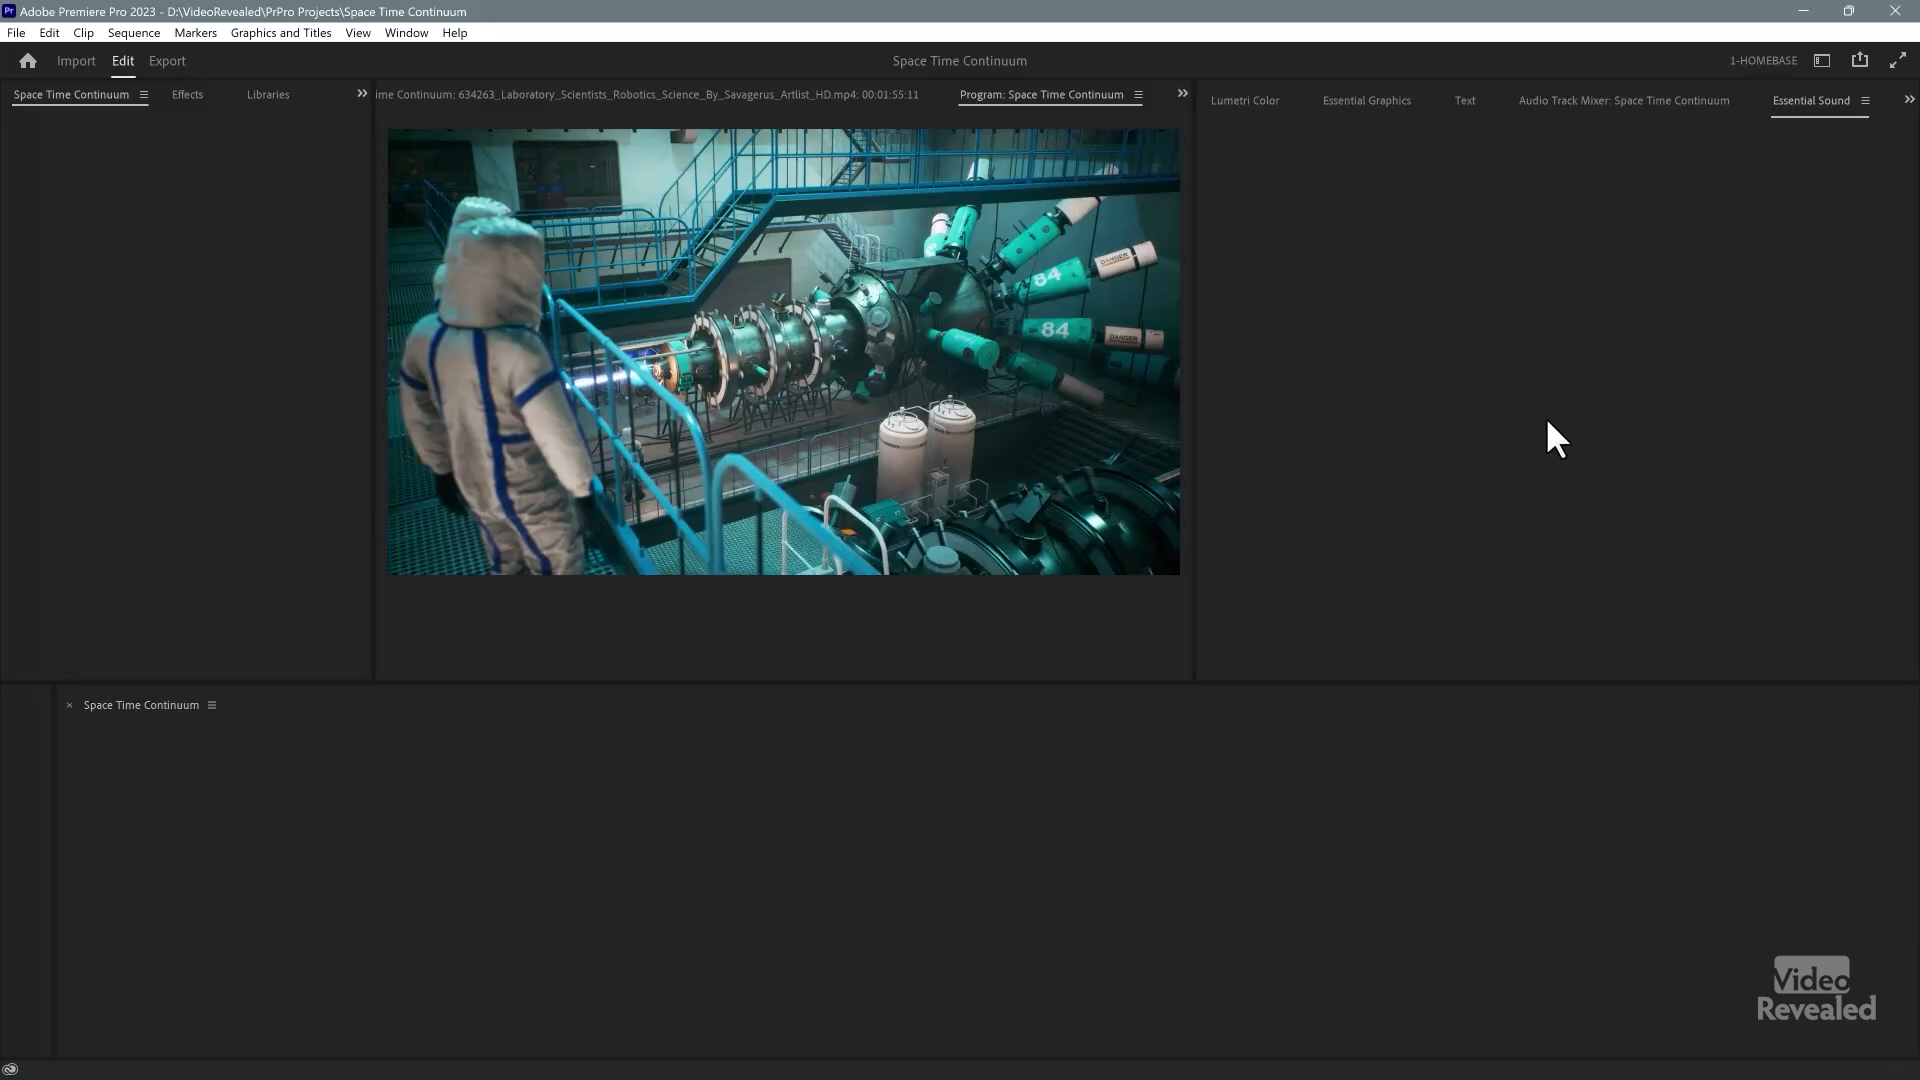 Pr Adobe Premiere Pro 2023 - D:\VideoRevealed\PrPro Projects\Space Time Continuum
File Edit Clip Sequence Markers Graphics and Titles View Window Help
Import Edit Export
Space Time Continuum
1-HOMEBASE
Space Time Continuum Effects Libraries
ime Continuum: 634263_Laboratory_Scientists_Robotics_Science_By_Savagerus_Artlist_HD.mp4: 00:01:55:11
Program: Space Time Continuum
Lumetri Color Essential Graphics Text Audio Track Mixer: Space Time Continuum Essential Sound
DANGER
84
84
DANGER
× Space Time Continuum
Video
Revealed